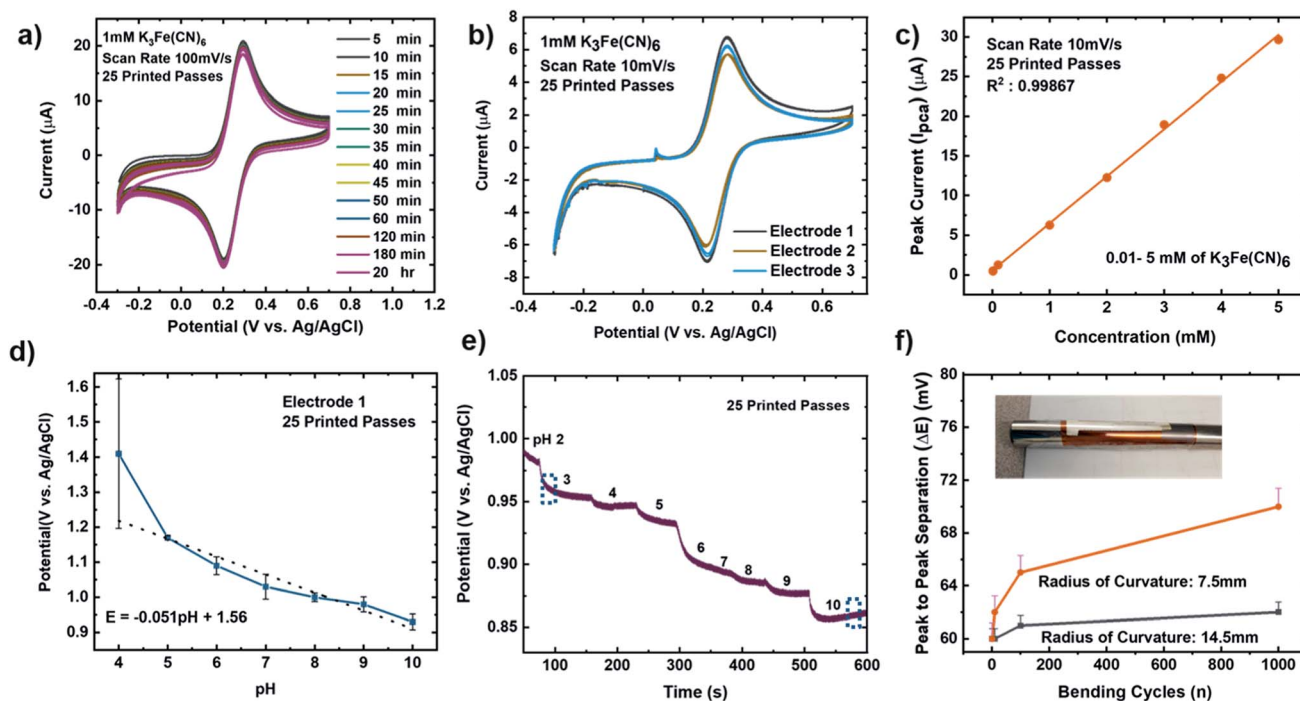 a)
1mM K3Fe(CN)6
Scan Rate 100mV/s
25 Printed Passes
5 min
10 min
15 min
20 min
25 min
30 min
35 min
40 min
45 min
50 min
60 min
120 min
180 min
20 hr
20
10
0
-10
-20
Current (μA)
-0.4 -0.2 0.0 0.2 0.4 0.6 0.8 1.0 1.2
Potential (V vs. Ag/AgCl)
b)
1mM K3Fe(CN)6
Scan Rate 10mV/s
25 Printed Passes
Electrode 1
Electrode 2
Electrode 3
8
6
4
2
0
-2
-4
-6
-8
Current (μA)
-0.4 -0.2 0.0 0.2 0.4 0.6 0.8
Potential (V vs. Ag/AgCl)
c)
Scan Rate 10mV/s
25 Printed Passes
R2 : 0.99867
0.01- 5 mM of K3Fe(CN)6
30
25
20
15
10
5
0
Peak Current (Ipca) (μA)
0 1 2 3 4 5
Concentration (mM)
d)
Electrode 1
25 Printed Passes
E = -0.051pH + 1.56
1.6
1.5
1.4
1.3
1.2
1.1
1.0
0.9
Potential(V vs. Ag/AgCl)
4 5 6 7 8 9 10
pH
e)
25 Printed Passes
pH 2
3
4
5
6
7
8
9
10
1.05
1.00
0.95
0.90
0.85
Potential (V vs. Ag/AgCl)
100 200 300 400 500 600
Time (s)
f)
Radius of Curvature: 7.5mm
Radius of Curvature: 14.5mm
80
76
72
68
64
60
Peak to Peak Separation (ΔE) (mV)
0 200 400 600 800 1000
Bending Cycles (n)